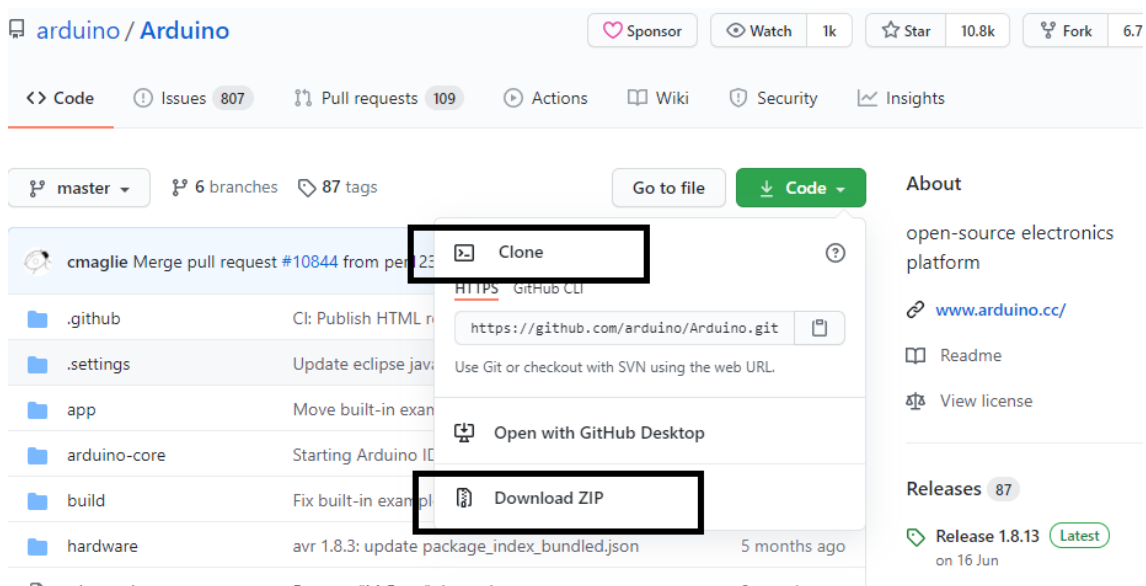 arduino / Arduino
Sponsor Watch 1k Star 10.8k Fork 6.7
Code Issues 807 Pull requests 109 Actions Wiki Security Insights
master 6 branches 87 tags Go to file Code
Clone
HTTPS GitHub CLI
https://github.com/arduino/Arduino.git
Use Git or checkout with SVN using the web URL.
Open with GitHub Desktop
Download ZIP
cmaglie Merge pull request #10844 from per123
.github CI: Publish HTML
.settings Update eclipse
app Move built-in
arduino-core Starting Arduino
build Fix built-in
hardware avr 1.8.3: update package_index_bundled.json 5 months ago
About
open-source electronics
platform
www.arduino.cc/
Readme
View license
Releases 87
Release 1.8.13 Latest
on 16 Jun